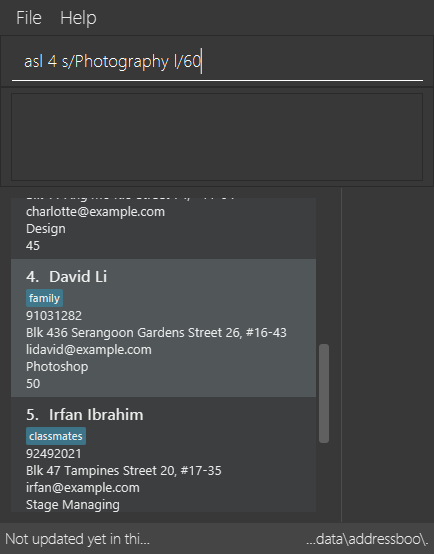 File Help
asl 4 s/Photography l/60
charlotte@example.com
Design
45
4. David Li
family
91031282
Blk 436 Serangoon Gardens Street 26, #16-43
lidavid@example.com
Photoshop
50
5. Irfan Ibrahim
classmates
92492021
Blk 47 Tampines Street 20, #17-35
irfan@example.com
Stage Managing
Not updated yet in thi... ...data\addressboo\.